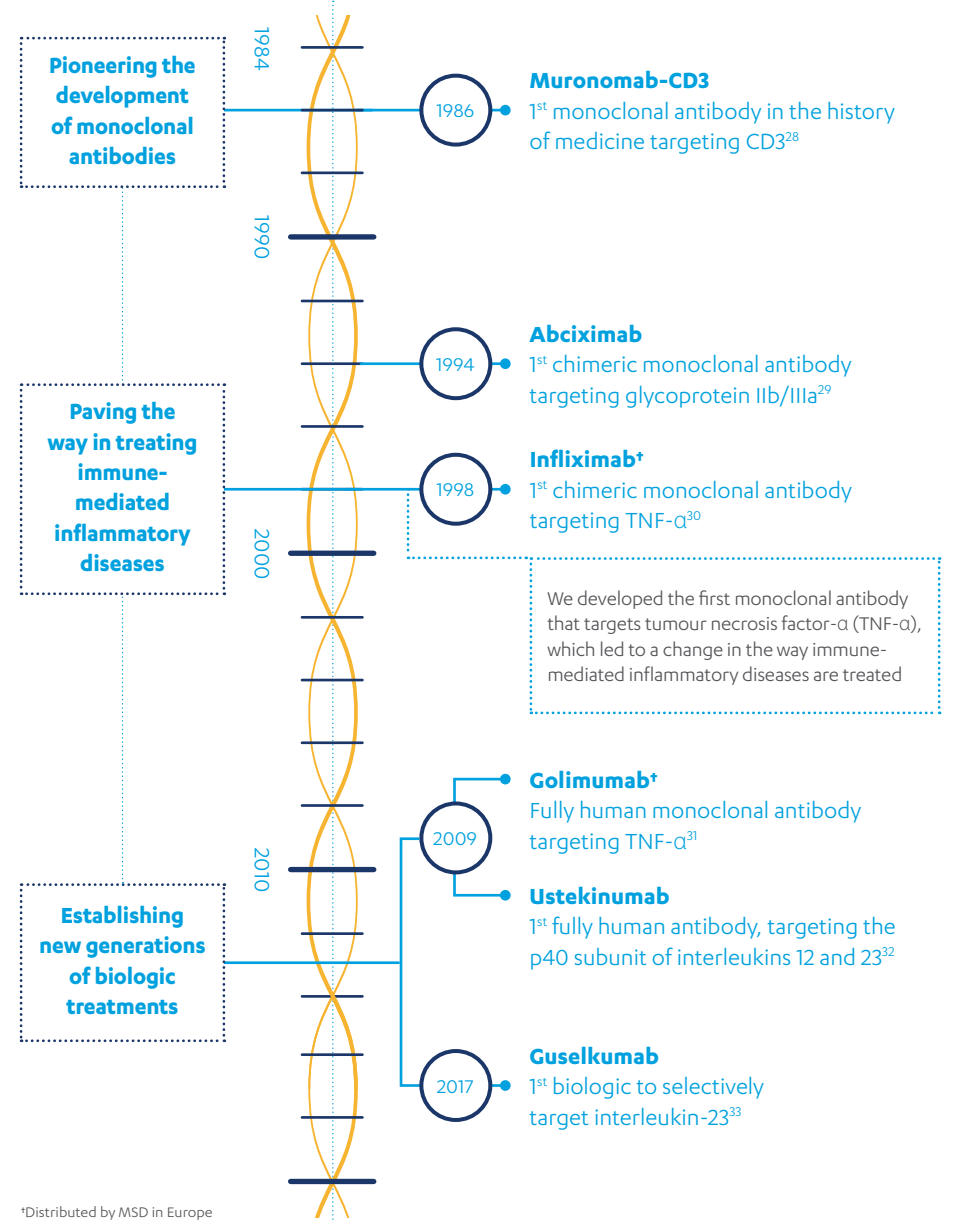 1984
Pioneering the
development
of monoclonal
antibodies
1986
Muronomab-CD3
1st monoclonal antibody in the history
of medicine targeting CD3²⁸
1990
1994
Abciximab
1st chimeric monoclonal antibody
targeting glycoprotein IIb/IIIa²⁹
Paving the
way in treating
immune-
mediated
inflammatory
diseases
1998
Infliximab†
1st chimeric monoclonal antibody
targeting TNF-α³⁰
2000
We developed the first monoclonal antibody
that targets tumour necrosis factor-α (TNF-α),
which led to a change in the way immune-
mediated inflammatory diseases are treated
2009
Golimumab†
Fully human monoclonal antibody
targeting TNF-α³¹
2010
Ustekinumab
1st fully human antibody, targeting the
p40 subunit of interleukins 12 and 23³²
Establishing
new generations
of biologic
treatments
2017
Guselkumab
1st biologic to selectively
target interleukin-23³³
†Distributed by MSD in Europe